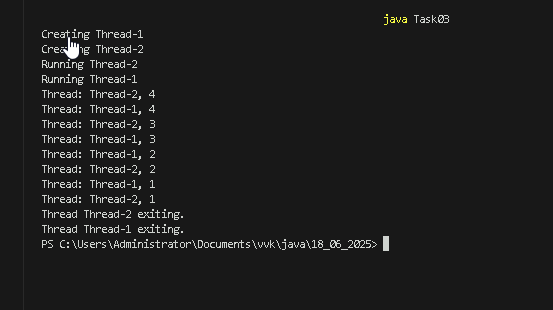 java Task03
Creating Thread-1
Creating Thread-2
Running Thread-2
Running Thread-1
Thread: Thread-2, 4
Thread: Thread-1, 4
Thread: Thread-2, 3
Thread: Thread-1, 3
Thread: Thread-1, 2
Thread: Thread-2, 2
Thread: Thread-1, 1
Thread: Thread-2, 1
Thread Thread-2 exiting.
Thread Thread-1 exiting.
PS C:\Users\Administrator\Documents\vvk\java\18_06_2025>